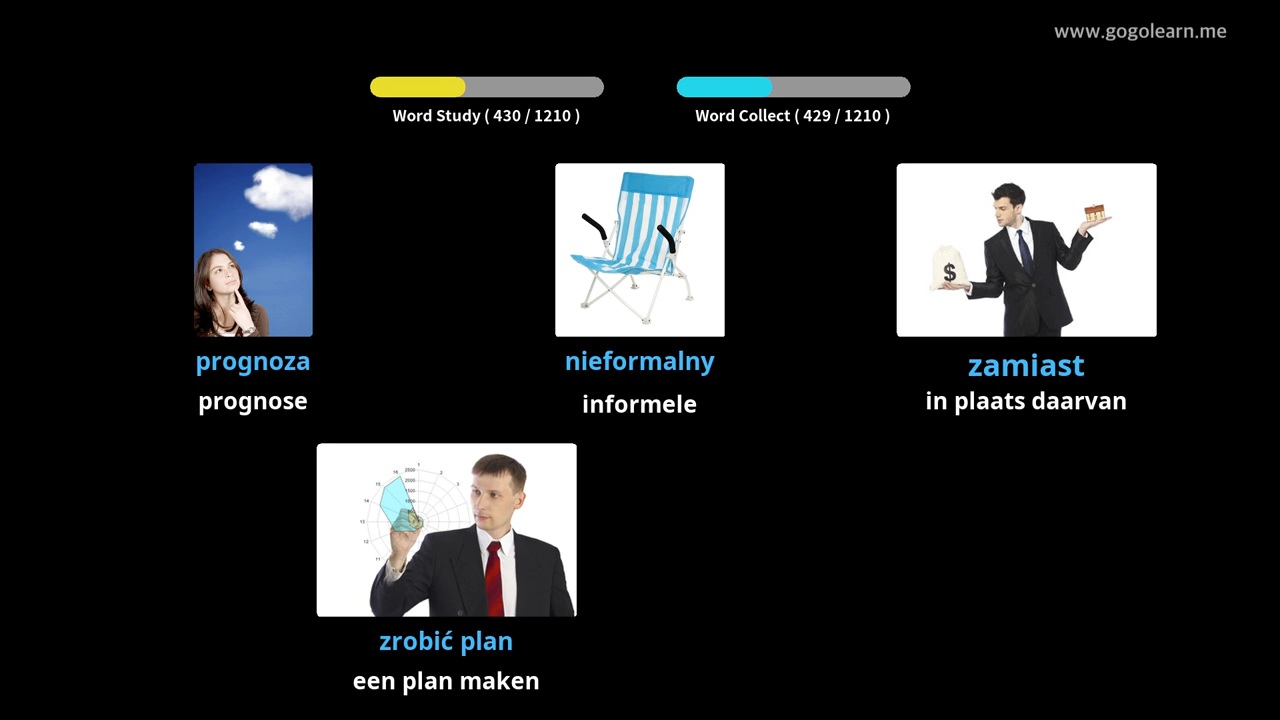 www.gogolearn.me
Word Study ( 430 / 1210 )
Word Collect ( 429 / 1210 )
prognoza
prognose
nieformalny
informele
$
zamiast
in plaats daarvan
zrobić plan
een plan maken